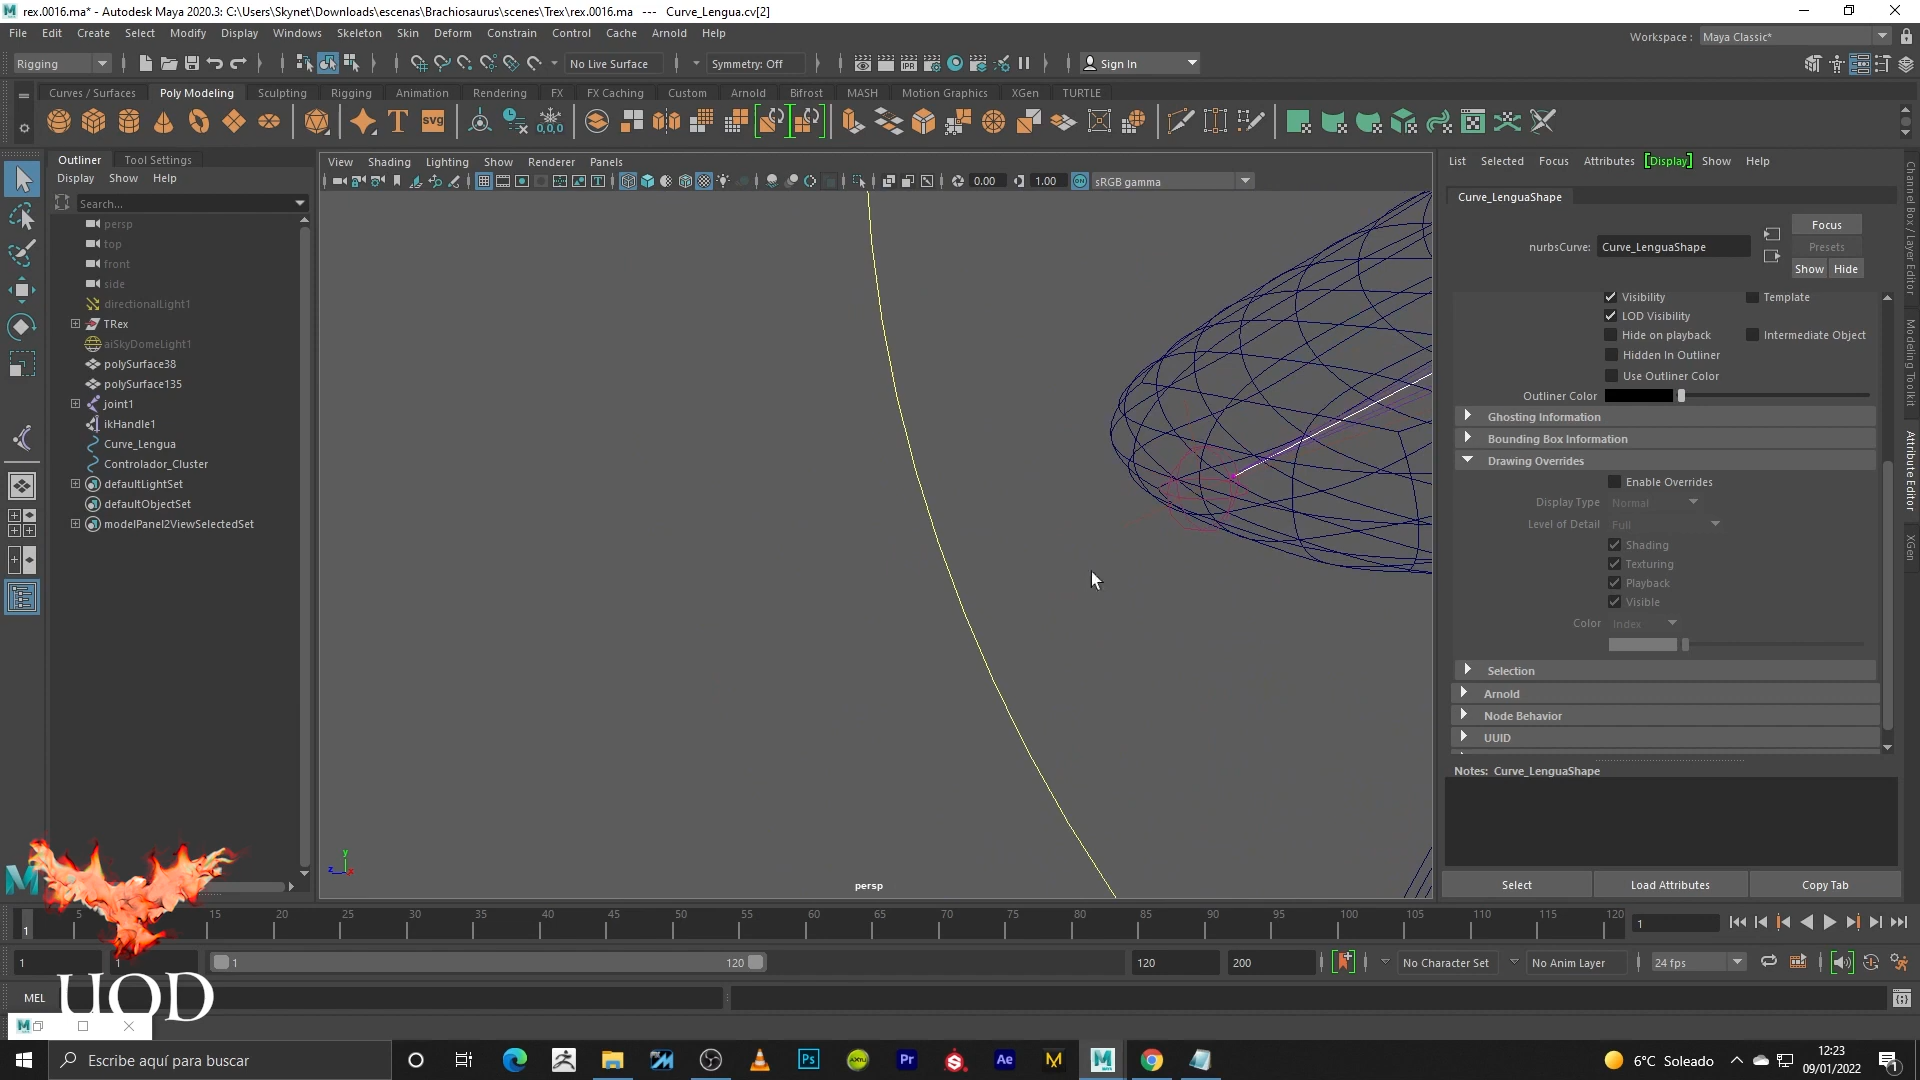 rex.0016.ma* - Autodesk Maya 2020.3: C:\Users\Skynet\Downloads\escenas\Brachiosaurus\scenes\Trex\rex.0016.ma --- Curve_Lengua.cv[2]
File Edit Create Select Modify Display Windows Skeleton Skin Deform Constrain Control Cache Arnold Help
Workspace : Maya Classic*
Rigging
No Live Surface
Symmetry: Off
Sign In
Curves / Surfaces Poly Modeling Sculpting Rigging Animation Rendering FX FX Caching Custom Arnold Bifrost MASH Motion Graphics XGen TURTLE
Outliner Tool Settings
Display Show Help
Search...
persp
top
front
side
directionalLight1
TRex
aiSkyDomeLight1
polySurface38
polySurface135
joint1
ikHandle1
Curve_Lengua
Controlador_Cluster
defaultLightSet
defaultObjectSet
modelPanel2ViewSelectedSet
View Shading Lighting Show Renderer Panels
0.00 1.00 sRGB gamma
persp
y
z x
List Selected Focus Attributes Display Show Help
Curve_LenguaShape
nurbsCurve: Curve_LenguaShape
Focus
Presets
Show Hide
Visibility Template
LOD Visibility
Hide on playback Intermediate Object
Hidden In Outliner
Use Outliner Color
Outliner Color
Ghosting Information
Bounding Box Information
Drawing Overrides
Enable Overrides
Display Type Normal
Level of Detail Full
Shading
Texturing
Playback
Visible
Color Index
Selection
Arnold
Node Behavior
UUID
Notes: Curve_LenguaShape
Select Load Attributes Copy Tab
Channel Box / Layer Editor
Modeling Toolkit
Attribute Editor
XGen
1 5 15 20 25 30 35 40 45 50 55 60 65 70 75 80 85 90 95 100 105 110 115 120
1
1 1 1 120 120 200 No Character Set No Anim Layer 24 fps
MEL
UOD
Escribe aquí para buscar
6°C Soleado
12:23
09/01/2022